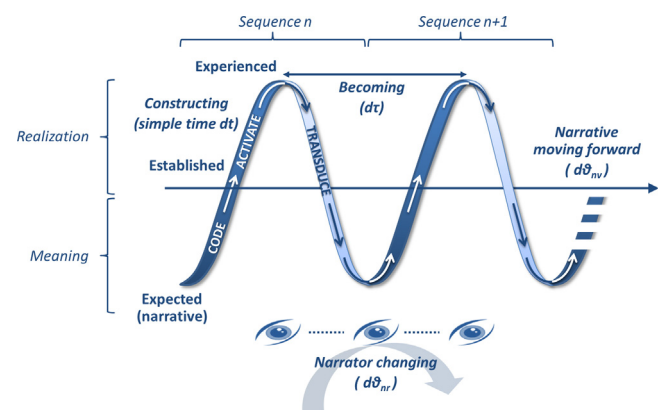 Sequence n
Sequence n+1
Experienced
Becoming
(dτ)
Constructing
(simple time dt)
Realization
ACTIVATE
TRANSDUCE
Narrative
moving forward
( dϑnv )
Established
CODE
Meaning
Expected
(narrative)
Narrator changing
( dϑnr )